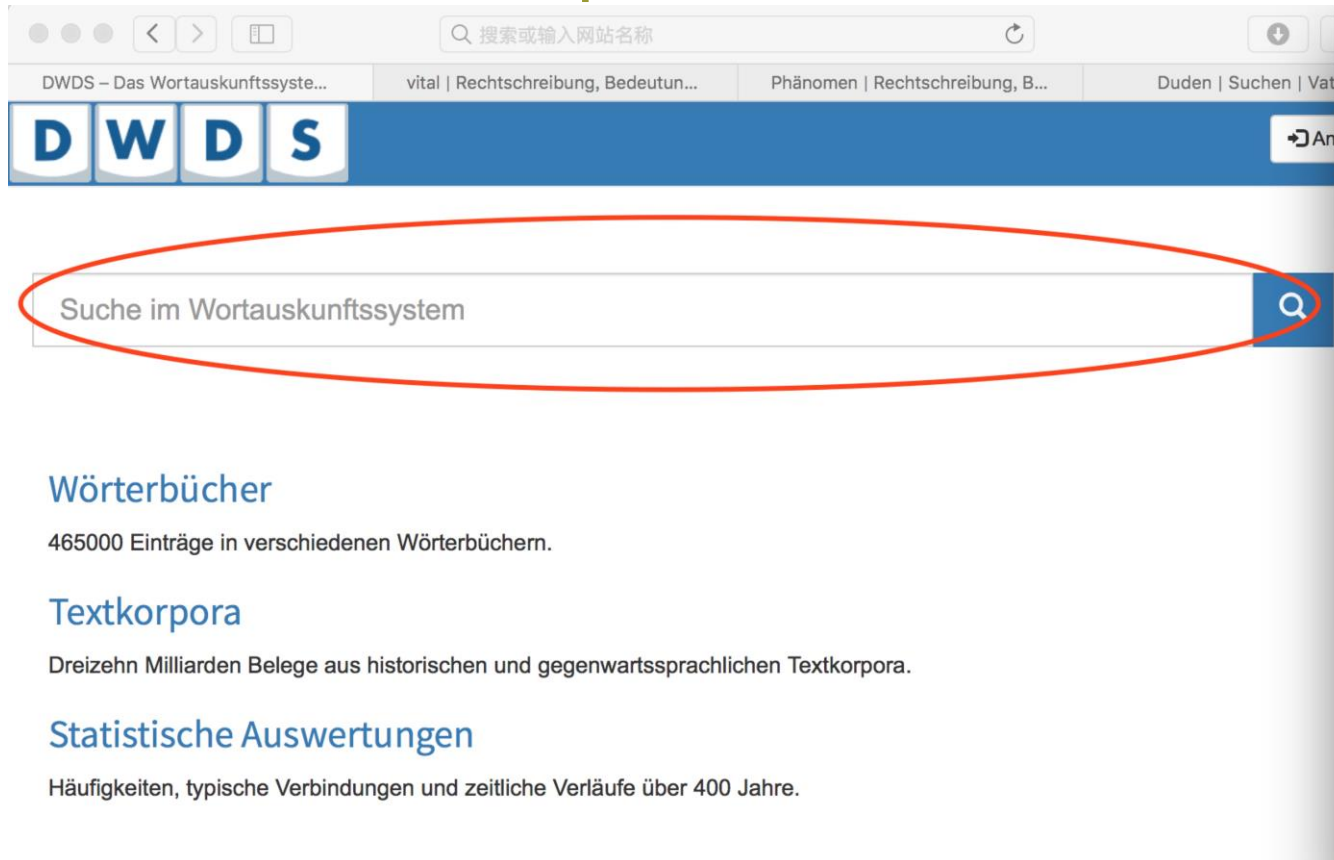 搜索或输入网站名称
DWDS – Das Wortauskunftssyste... vital | Rechtschreibung, Bedeutun... Phänomen | Rechtschreibung, B... Duden | Suchen | Vat
D W D S An
Suche im Wortauskunftssystem
Wörterbücher
465000 Einträge in verschiedenen Wörterbüchern.
Textkorpora
Dreizehn Milliarden Belege aus historischen und gegenwartssprachlichen Textkorpora.
Statistische Auswertungen
Häufigkeiten, typische Verbindungen und zeitliche Verläufe über 400 Jahre.